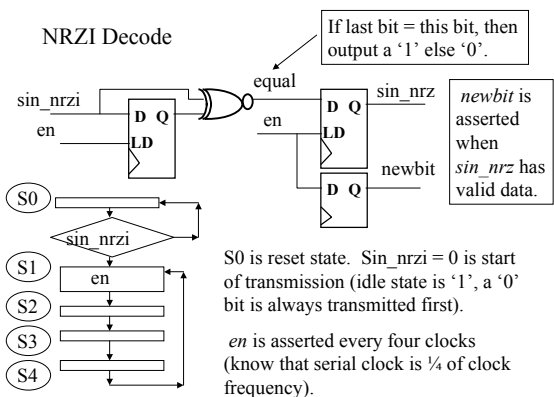 NRZI Decode
If last bit = this bit, then
output a ‘1’ else ‘0’.
equal
sin_nrzi
en
D Q
LD
en
D Q
LD
sin_nrz
D Q
newbit
newbit is
asserted
when
sin_nrz has
valid data.
S0
sin_nrzi
S1
en
S2
S3
S4
S0 is reset state. Sin_nrzi = 0 is start
of transmission (idle state is ‘1’, a ‘0’
bit is always transmitted first).
en is asserted every four clocks
(know that serial clock is ¼ of clock
frequency).